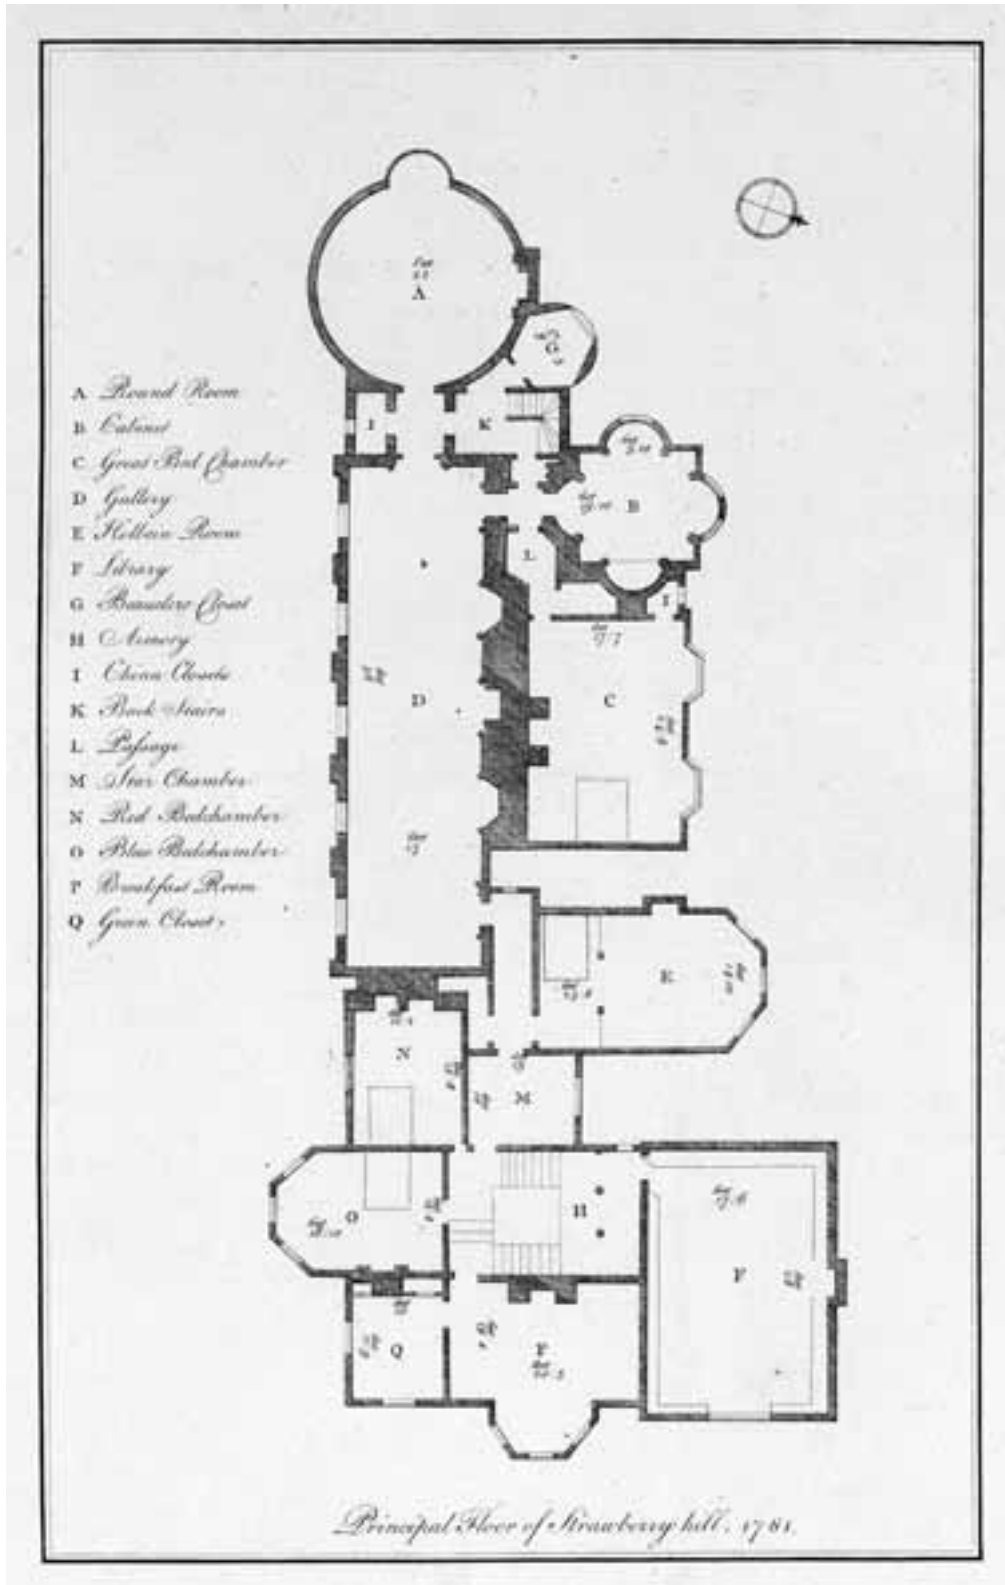 A Round Room
B Cabinet
C Great Bed Chamber
D Gallery
E Holbein Room
F Library
G Beauclerc Closet
H Armory
I China Closets
K Back Stairs
L Passage
M Star Chamber
N Red Bedchamber
O Blue Bedchamber
P Breakfast Room
Q Green Closet
A
G
I
K
B
L
I
D
C
E
N
M
O
H
F
Q
P
Principal Floor of Strawberry hill. 1781.